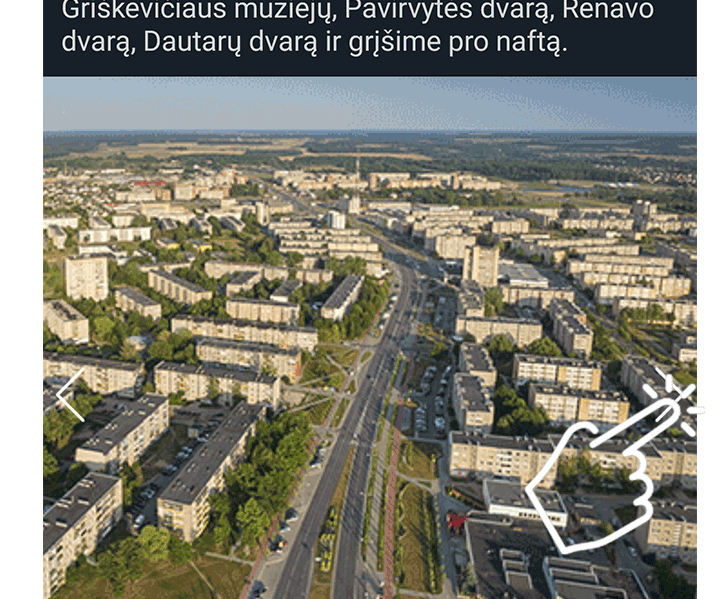 Griškevičiaus muziejų, Pavirvytės dvarą, Renavo
dvarą, Dautarų dvarą ir grįšime pro naftą.